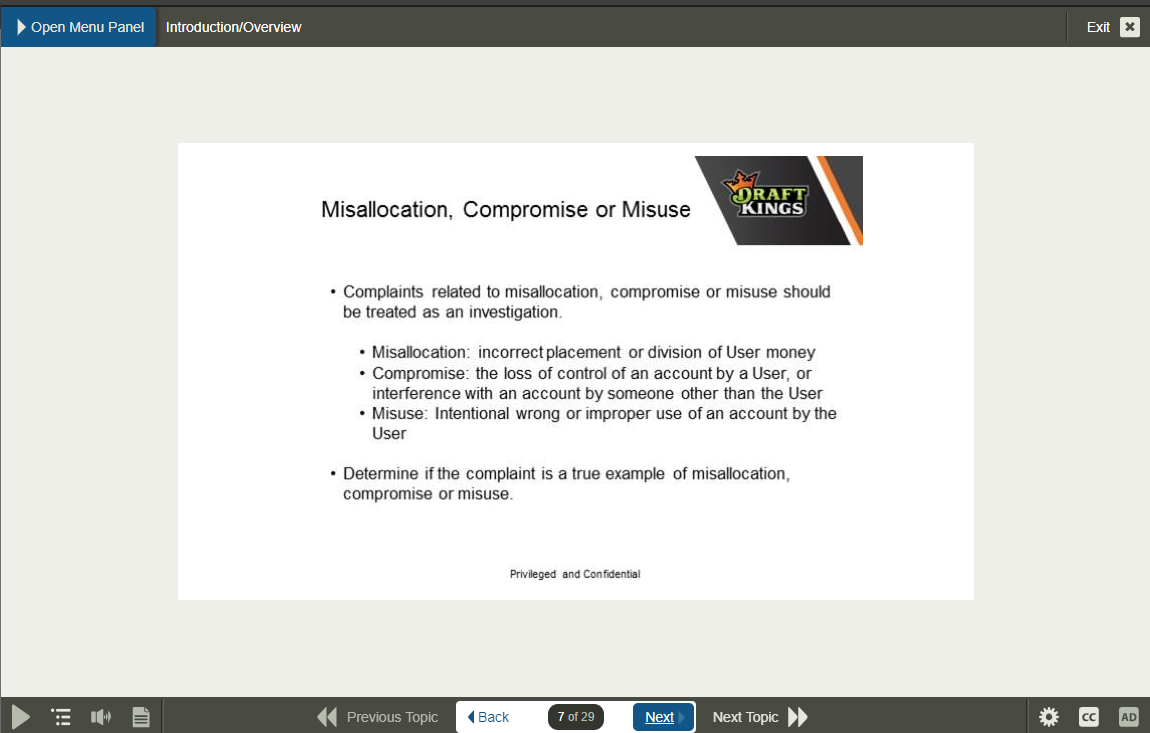 Open Menu Panel Introduction/Overview Exit
DRAFT
KINGS
Misallocation, Compromise or Misuse
• Complaints related to misallocation, compromise or misuse should
be treated as an investigation.
• Misallocation: incorrect placement or division of User money
• Compromise: the loss of control of an account by a User, or
interference with an account by someone other than the User
• Misuse: Intentional wrong or improper use of an account by the
User
• Determine if the complaint is a true example of misallocation,
compromise or misuse.
Privileged and Confidential
Previous Topic Back 7 of 29 Next Next Topic CC AD